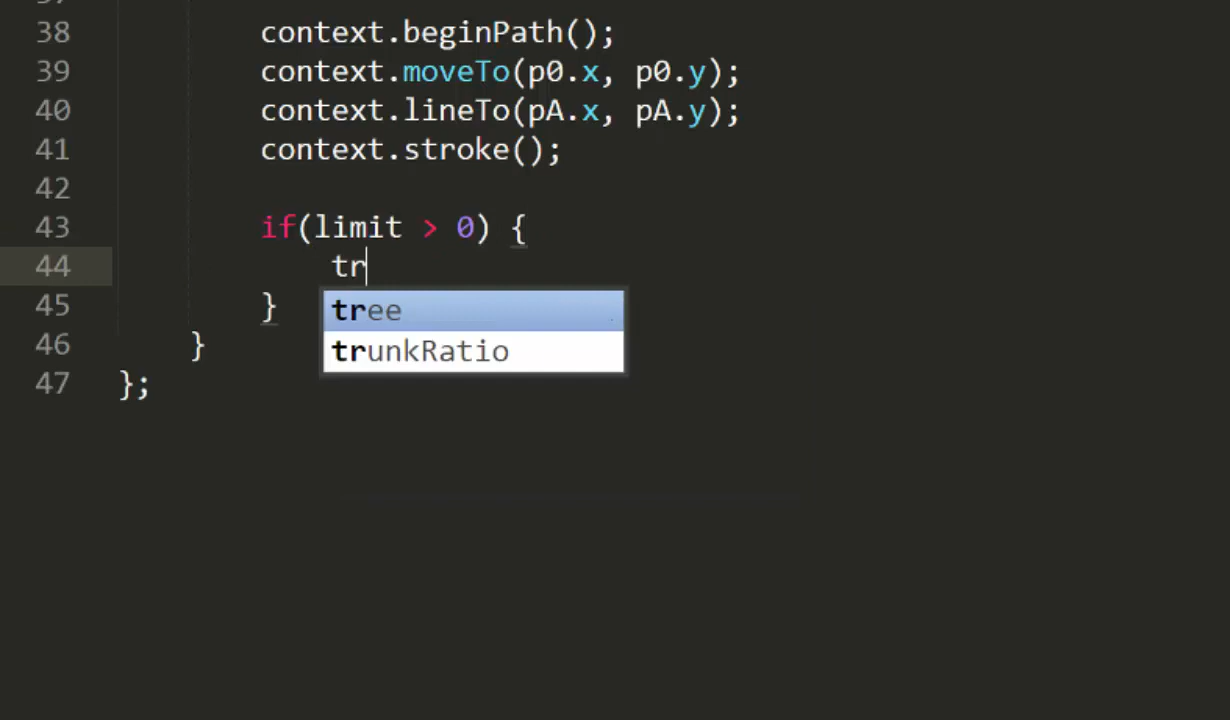 38 context.beginPath();
39 context.moveTo(p0.x, p0.y);
40 context.lineTo(pA.x, pA.y);
41 context.stroke();
42
43 if(limit > 0) {
44 tr
45 }
tree
trunkRatio
46 }
47 };